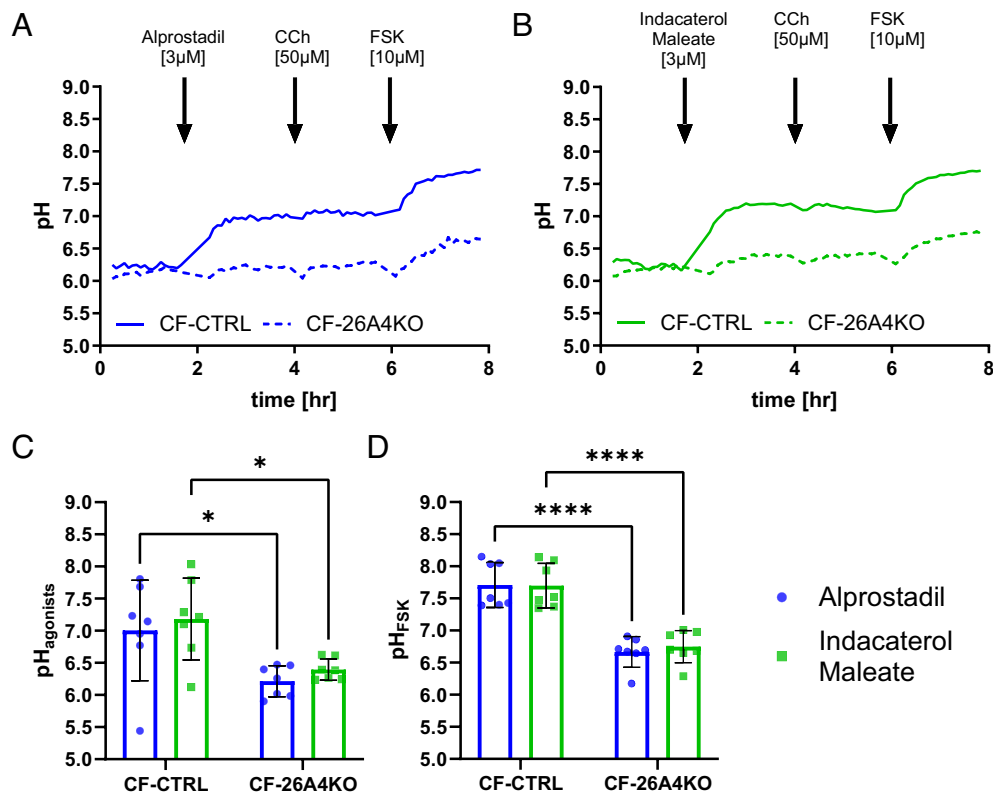 A
Alprostadil
[3µM]
CCh
[50µM]
FSK
[10µM]
9.0
8.5
8.0
7.5
7.0
6.5
6.0
5.5
5.0
pH
CF-CTRL
CF-26A4KO
0
2
4
6
8
time [hr]
B
Indacaterol
Maleate
[3µM]
CCh
[50µM]
FSK
[10µM]
9.0
8.5
8.0
7.5
7.0
6.5
6.0
5.5
5.0
pH
CF-CTRL
CF-26A4KO
0
2
4
6
8
time [hr]
C
*
*
9.0
8.5
8.0
7.5
7.0
6.5
6.0
5.5
5.0
pHagonists
CF-CTRL
CF-26A4KO
D
****
****
9.0
8.5
8.0
7.5
7.0
6.5
6.0
5.5
5.0
pHFSK
CF-CTRL
CF-26A4KO
Alprostadil
Indacaterol
Maleate